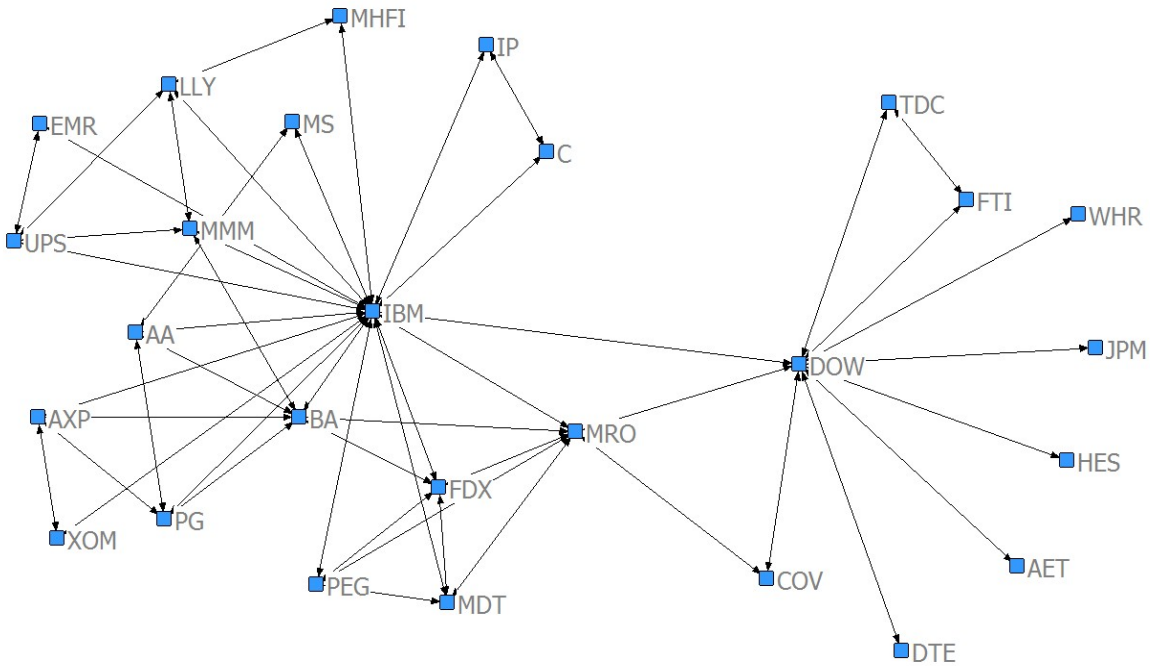 MHFI
IP
LLY
TDC
EMR
MS
C
FTI
WHR
MMM
UPS
IBM
AA
JPM
DOW
AXP
BA
MRO
HES
FDX
PG
XOM
AET
COV
PEG
MDT
DTE